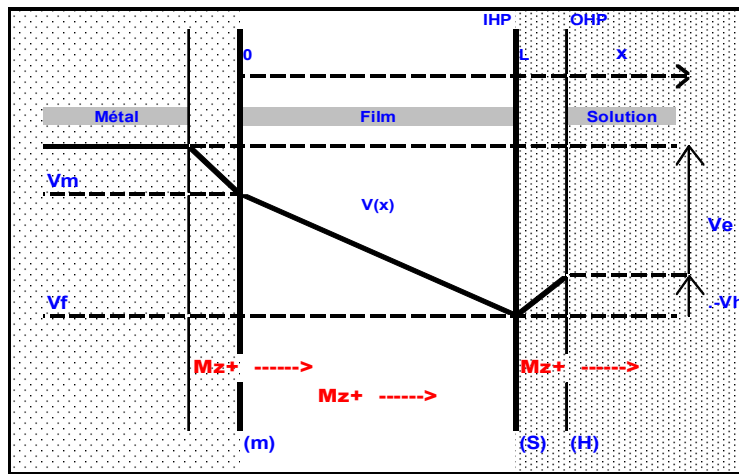 IHP OHP
0 L x
Métal Film Solution
Vm
V(x)
Ve
Vf
.-Vh
Mz+ ------> Mz+ ------>
Mz+ ------>
(m) (S) (H)